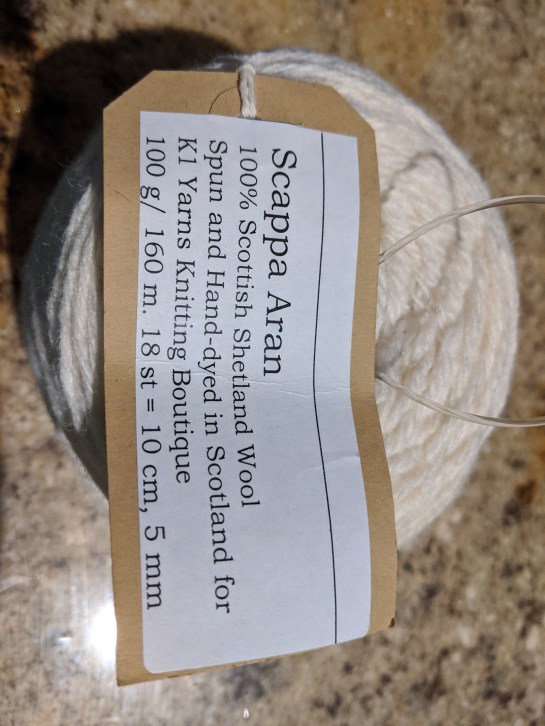 Scappa Aran
100% Scottish Shetland Wool
Spun and Hand-dyed in Scotland for
K1 Yarns Knitting Boutique
100 g/ 160 m. 18 st = 10 cm, 5 mm